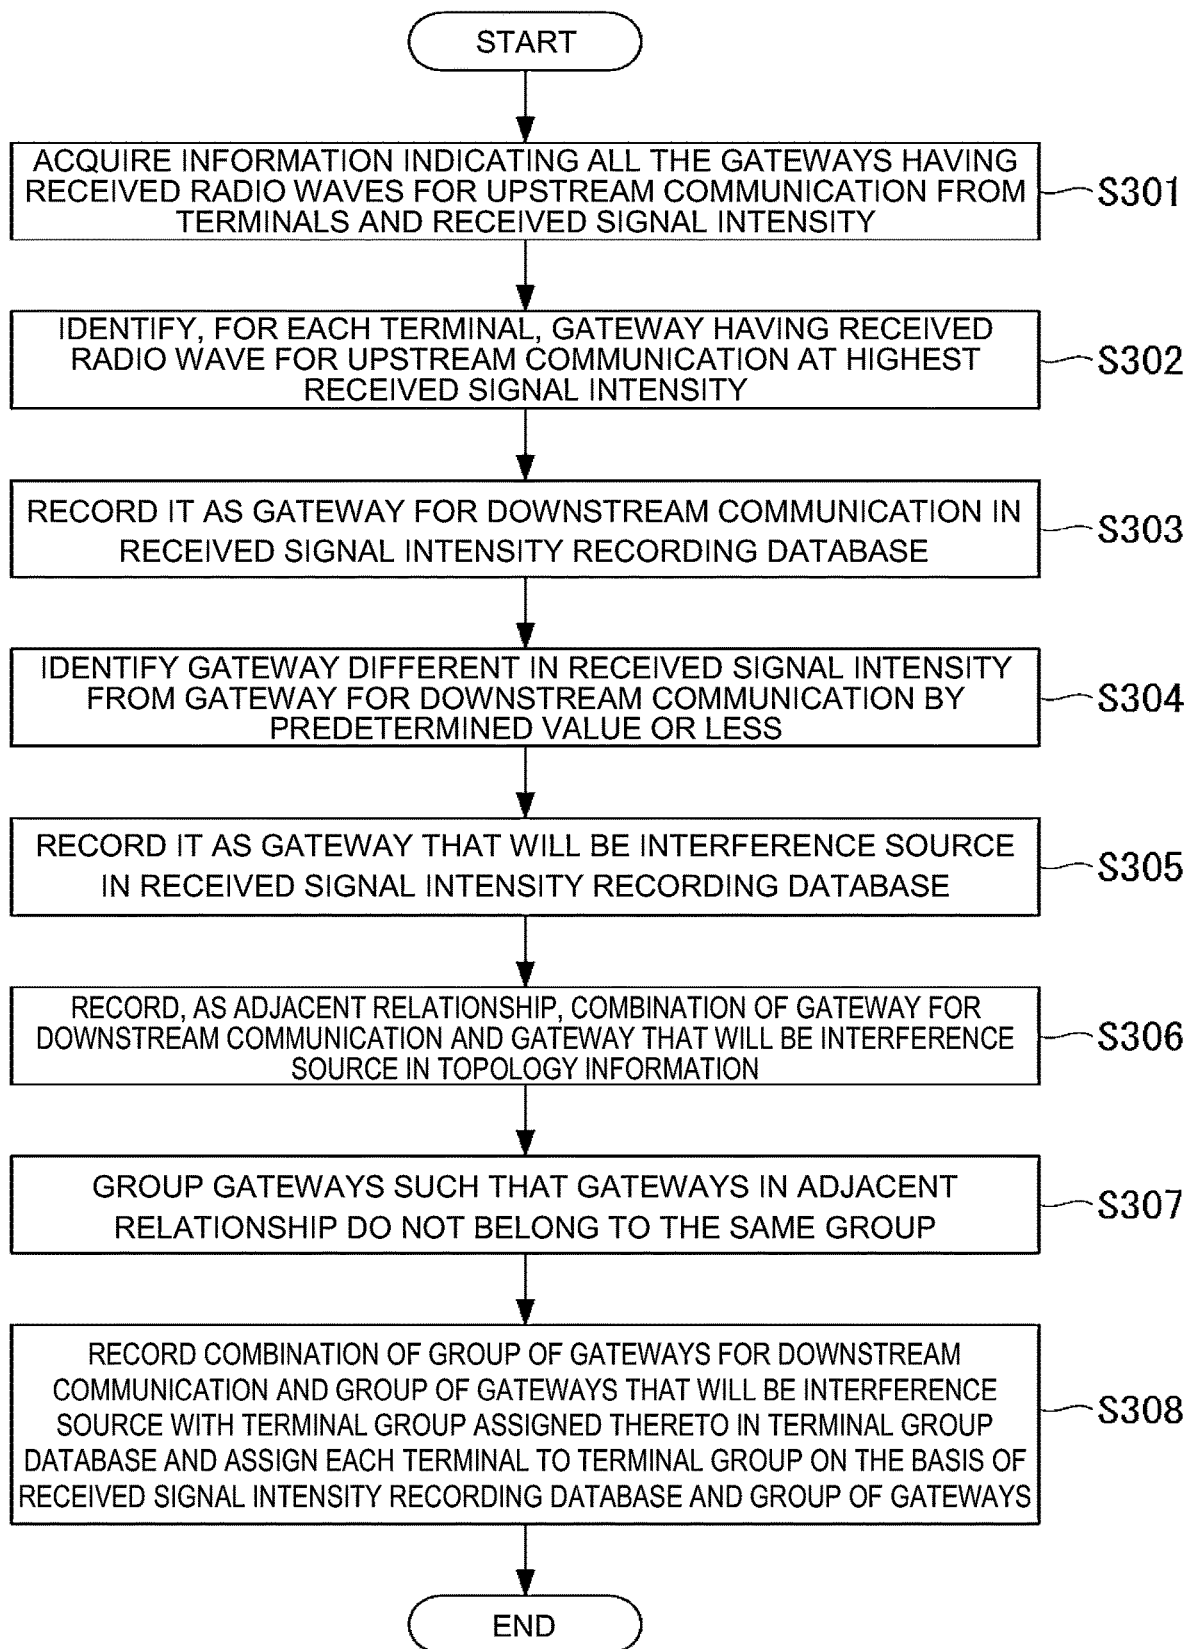 START
ACQUIRE INFORMATION INDICATING ALL THE GATEWAYS HAVING
RECEIVED RADIO WAVES FOR UPSTREAM COMMUNICATION FROM
TERMINALS AND RECEIVED SIGNAL INTENSITY
S301
IDENTIFY, FOR EACH TERMINAL, GATEWAY HAVING RECEIVED
RADIO WAVE FOR UPSTREAM COMMUNICATION AT HIGHEST
RECEIVED SIGNAL INTENSITY
S302
RECORD IT AS GATEWAY FOR DOWNSTREAM COMMUNICATION IN
RECEIVED SIGNAL INTENSITY RECORDING DATABASE
S303
IDENTIFY GATEWAY DIFFERENT IN RECEIVED SIGNAL INTENSITY
FROM GATEWAY FOR DOWNSTREAM COMMUNICATION BY
PREDETERMINED VALUE OR LESS
S304
RECORD IT AS GATEWAY THAT WILL BE INTERFERENCE SOURCE
IN RECEIVED SIGNAL INTENSITY RECORDING DATABASE
S305
RECORD, AS ADJACENT RELATIONSHIP, COMBINATION OF GATEWAY FOR
DOWNSTREAM COMMUNICATION AND GATEWAY THAT WILL BE INTERFERENCE
SOURCE IN TOPOLOGY INFORMATION
S306
GROUP GATEWAYS SUCH THAT GATEWAYS IN ADJACENT
RELATIONSHIP DO NOT BELONG TO THE SAME GROUP
S307
RECORD COMBINATION OF GROUP OF GATEWAYS FOR DOWNSTREAM
COMMUNICATION AND GROUP OF GATEWAYS THAT WILL BE INTERFERENCE
SOURCE WITH TERMINAL GROUP ASSIGNED THERETO IN TERMINAL GROUP
DATABASE AND ASSIGN EACH TERMINAL TO TERMINAL GROUP ON THE BASIS OF
RECEIVED SIGNAL INTENSITY RECORDING DATABASE AND GROUP OF GATEWAYS
S308
END